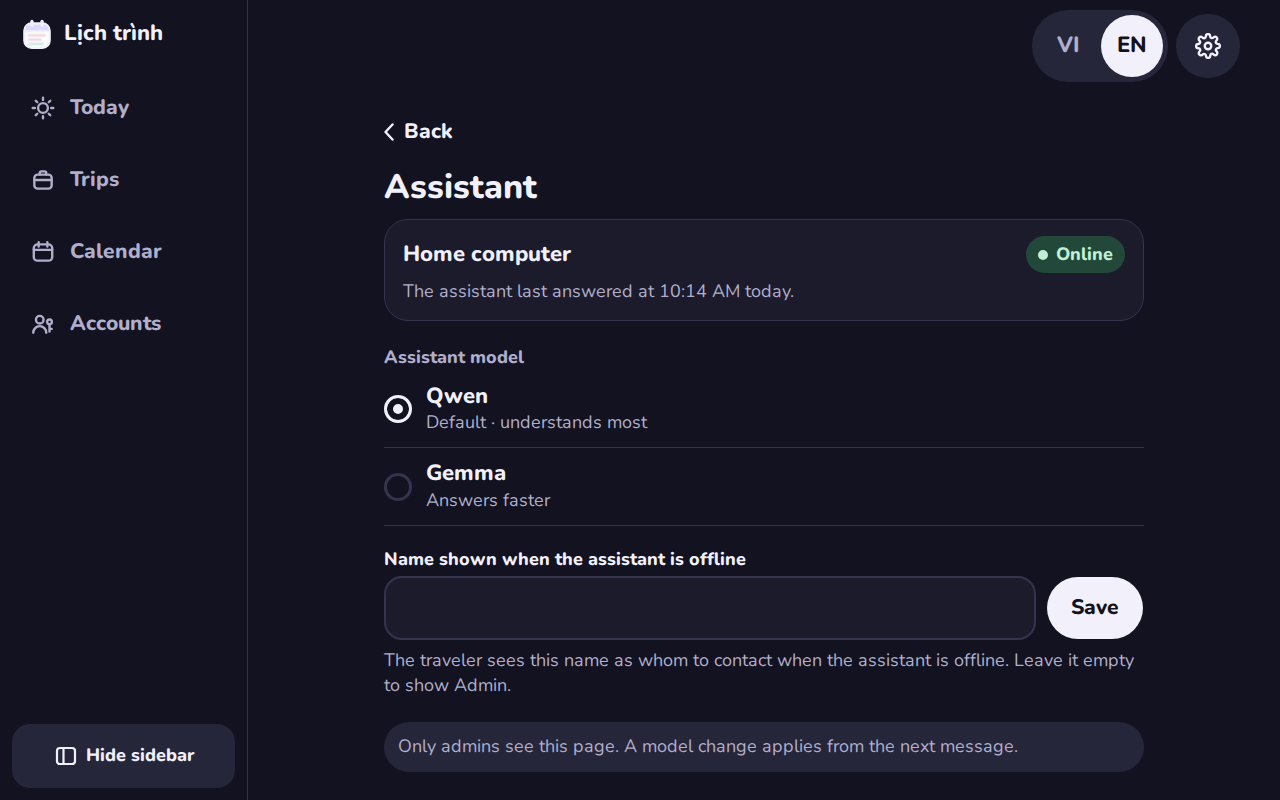 Lịch trình
Today
Trips
Calendar
Accounts
Hide sidebar
VI
EN
Back
Assistant
Home computer
Online
The assistant last answered at 10:14 AM today.
Assistant model
Qwen
Default · understands most
Gemma
Answers faster
Name shown when the assistant is offline
Save
The traveler sees this name as whom to contact when the assistant is offline. Leave it empty
to show Admin.
Only admins see this page. A model change applies from the next message.